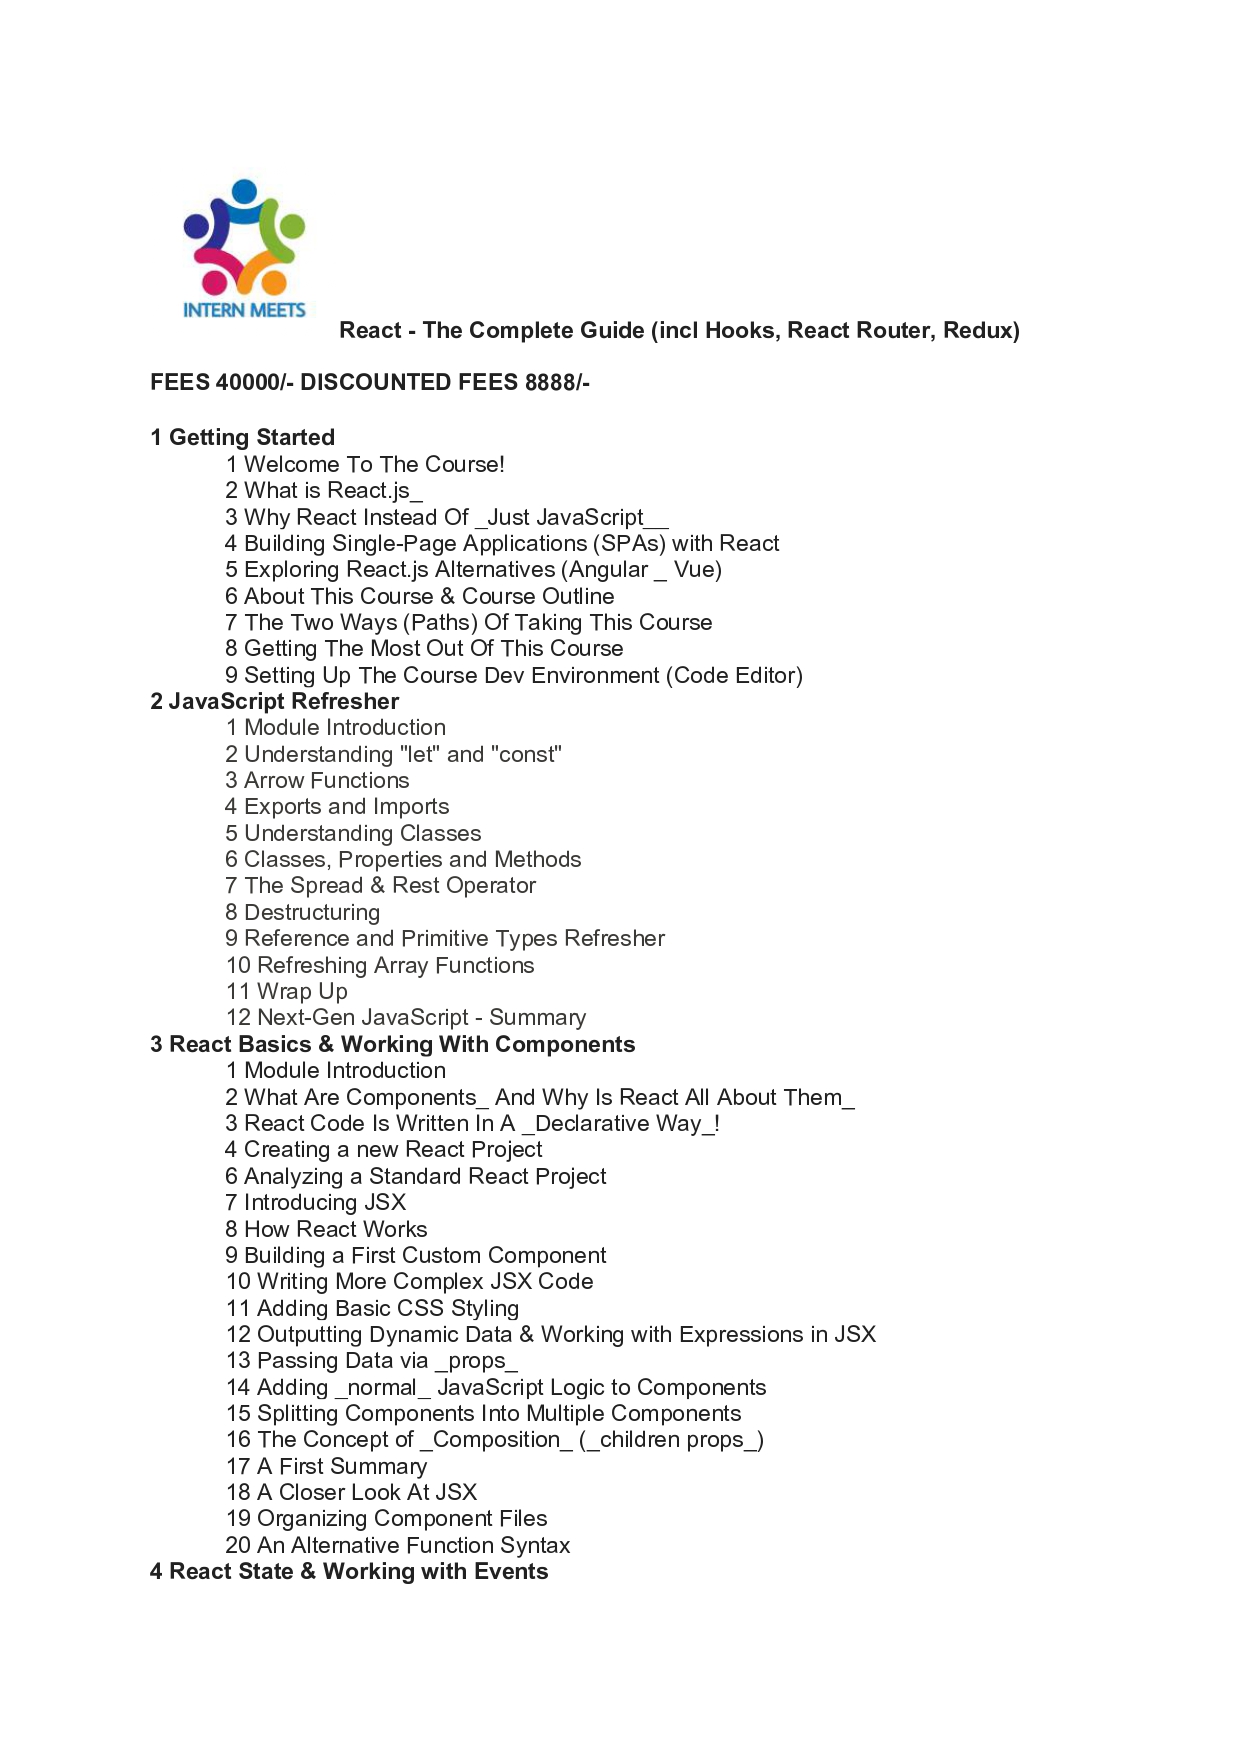 INTERN MEETS
React - The Complete Guide (incl Hooks, React Router, Redux)
FEES 40000/- DISCOUNTED FEES 8888/-
1 Getting Started
1 Welcome To The Course!
2 What is React.js_
3 Why React Instead Of _Just JavaScript__
4 Building Single-Page Applications (SPAs) with React
5 Exploring React.js Alternatives (Angular _ Vue)
6 About This Course & Course Outline
7 The Two Ways (Paths) Of Taking This Course
8 Getting The Most Out Of This Course
9 Setting Up The Course Dev Environment (Code Editor)
2 JavaScript Refresher
1 Module Introduction
2 Understanding "let" and "const"
3 Arrow Functions
4 Exports and Imports
5 Understanding Classes
6 Classes, Properties and Methods
7 The Spread & Rest Operator
8 Destructuring
9 Reference and Primitive Types Refresher
10 Refreshing Array Functions
11 Wrap Up
12 Next-Gen JavaScript - Summary
3 React Basics & Working With Components
1 Module Introduction
2 What Are Components_ And Why Is React All About Them_
3 React Code Is Written In A _Declarative Way_!
4 Creating a new React Project
6 Analyzing a Standard React Project
7 Introducing JSX
8 How React Works
9 Building a First Custom Component
10 Writing More Complex JSX Code
11 Adding Basic CSS Styling
12 Outputting Dynamic Data & Working with Expressions in JSX
13 Passing Data via _props_
14 Adding _normal_ JavaScript Logic to Components
15 Splitting Components Into Multiple Components
16 The Concept of _Composition_ (_children props_)
17 A First Summary
18 A Closer Look At JSX
19 Organizing Component Files
20 An Alternative Function Syntax
4 React State & Working with Events